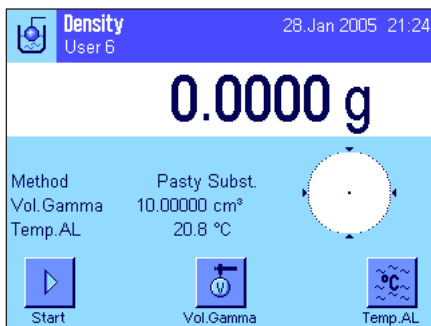 Density 28.Jan 2005 21:24
User 6
0.0000 g
Method Pasty Subst.
Vol.Gamma 10.00000 cm³
Temp.AL 20.8 °C
V °C
Start Vol.Gamma Temp.AL